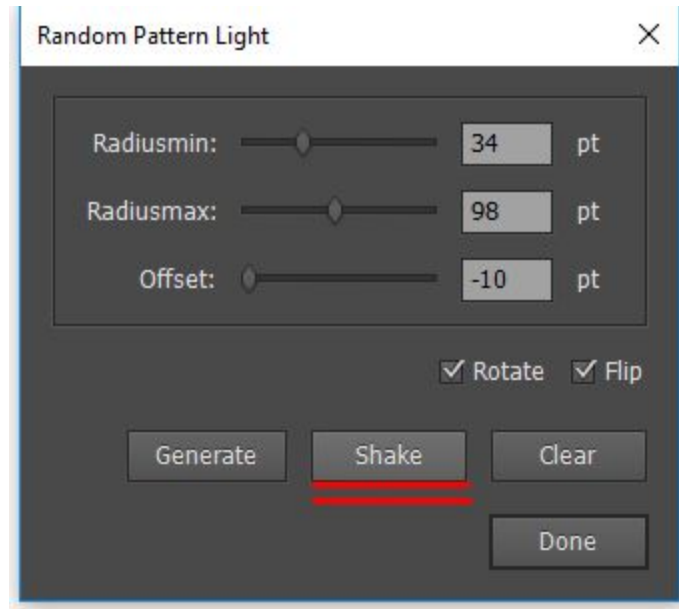 Random Pattern Light
Radiusmin: 34 pt
Radiusmax: 98 pt
Offset: -10 pt
Rotate Flip
Generate Shake Clear
Done